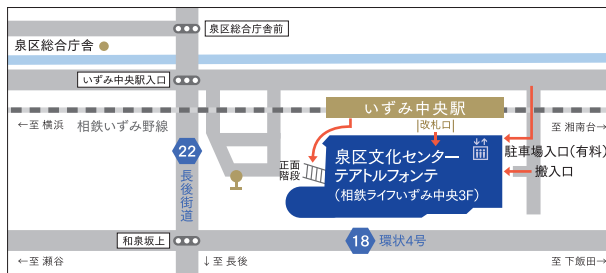 泉区総合庁舎前
泉区総合庁舎
いずみ中央駅入口
いずみ中央駅
←至 横浜
相鉄いずみ野線
改札口
至 湘南台→
22
長後街道
正面
階段
泉区文化センター
テアトルフォンテ
(相鉄ライフいずみ中央3F)
駐車場入口(有料)
搬入口
和泉坂上
18
環状4号
←至 瀬谷
↓至 長後
至 下飯田→